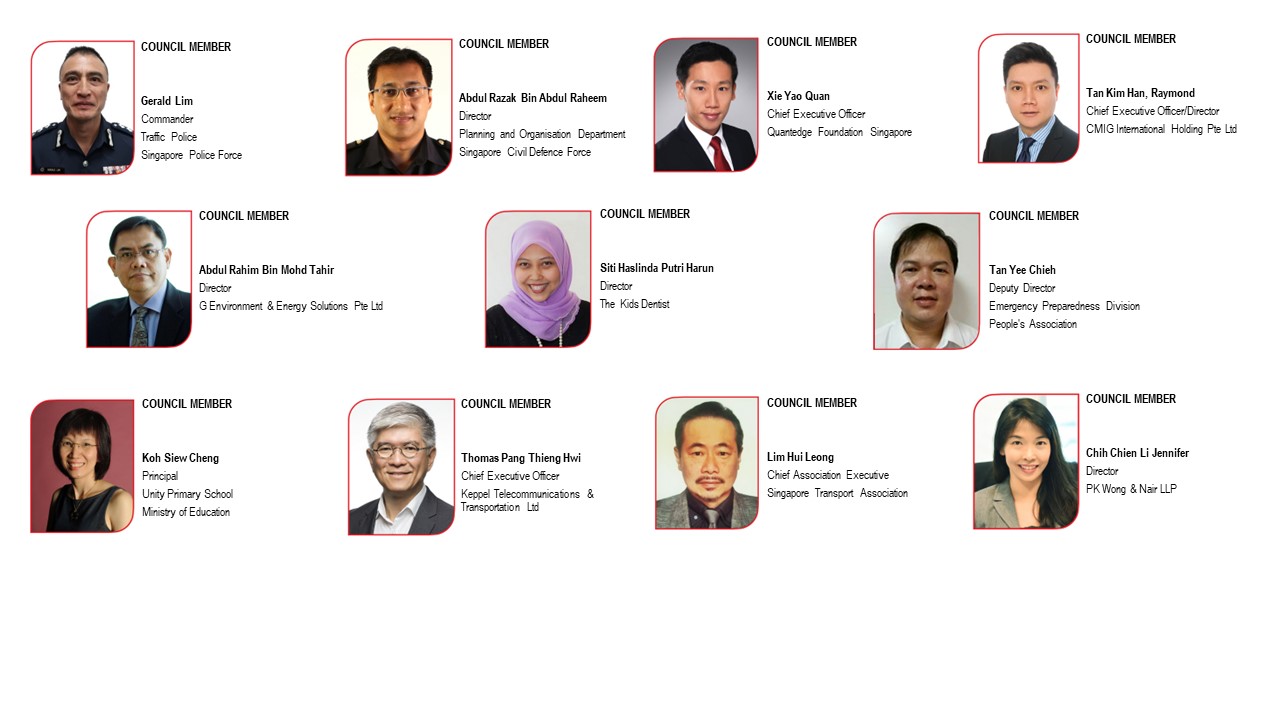 COUNCIL MEMBER
Gerald Lim
Commander
Traffic Police
Singapore Police Force
COUNCIL MEMBER
Abdul Razak Bin Abdul Raheem
Director
Planning and Organisation Department
Singapore Civil Defence Force
COUNCIL MEMBER
Xie Yao Quan
Chief Executive Officer
Quantedge Foundation Singapore
COUNCIL MEMBER
Tan Kim Han, Raymond
Chief Executive Officer/Director
CMIG International Holding Pte Ltd
COUNCIL MEMBER
Abdul Rahim Bin Mohd Tahir
Director
G Environment & Energy Solutions Pte Ltd
COUNCIL MEMBER
Siti Haslinda Putri Harun
Director
The Kids Dentist
COUNCIL MEMBER
Tan Yee Chieh
Deputy Director
Emergency Preparedness Division
People's Association
COUNCIL MEMBER
Koh Siew Cheng
Principal
Unity Primary School
Ministry of Education
COUNCIL MEMBER
Thomas Pang Thieng Hwi
Chief Executive Officer
Keppel Telecommunications &
Transportation Ltd
COUNCIL MEMBER
Lim Hui Leong
Chief Association Executive
Singapore Transport Association
COUNCIL MEMBER
Chih Chien Li Jennifer
Director
PK Wong & Nair LLP